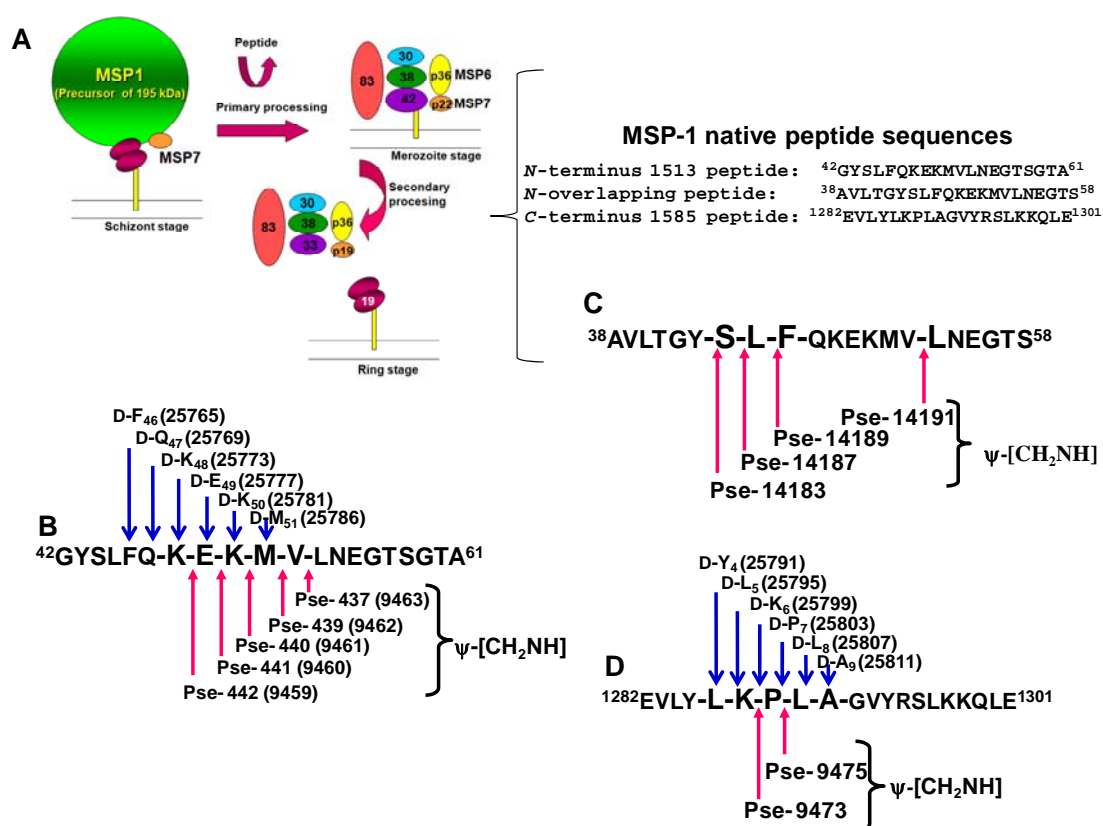 A
MSP1
(Precursor of 195 kDa)
MSP7
Schizont stage
Peptide
Primary processing
83
30
38
42
p36
p22
MSP6
MSP7
Merozoite stage
Secondary
procesing
83
30
38
33
p36
p19
19
Ring stage
MSP-1 native peptide sequences
N-terminus 1513 peptide: ⁴²GYSLFQKEKMVLNEGTSGTA⁶¹
N-overlapping peptide: ³⁸AVLTGYSLFQKEKMVLNEGTS⁵⁸
C-terminus 1585 peptide: ¹²⁸²EVLYLKPLAGVYRSLKKQLE¹³⁰¹
C
³⁸AVLTGY-S-L-F-QKEKMV-LNEGTS⁵⁸
Pse-14191
Pse-14189
Pse-14187
Pse-14183
ψ-[CH₂NH]
B
D-F₄₆(25765)
D-Q₄₇(25769)
D-K₄₈(25773)
D-E₄₉(25777)
D-K₅₀(25781)
D-M₅₁(25786)
⁴²GYSLFQ-K-E-K-M-V-LNEGTSGTA⁶¹
Pse-437 (9463)
Pse-439 (9462)
Pse-440 (9461)
Pse-441 (9460)
Pse-442 (9459)
ψ-[CH₂NH]
D
D-Y₄(25791)
D-L₅(25795)
D-K₆(25799)
D-P₇(25803)
D-L₈(25807)
D-A₉(25811)
¹²⁸²EVLY-L-K-P-L-A-GVYRSLKKQLE¹³⁰¹
Pse-9475
Pse-9473
ψ-[CH₂NH]